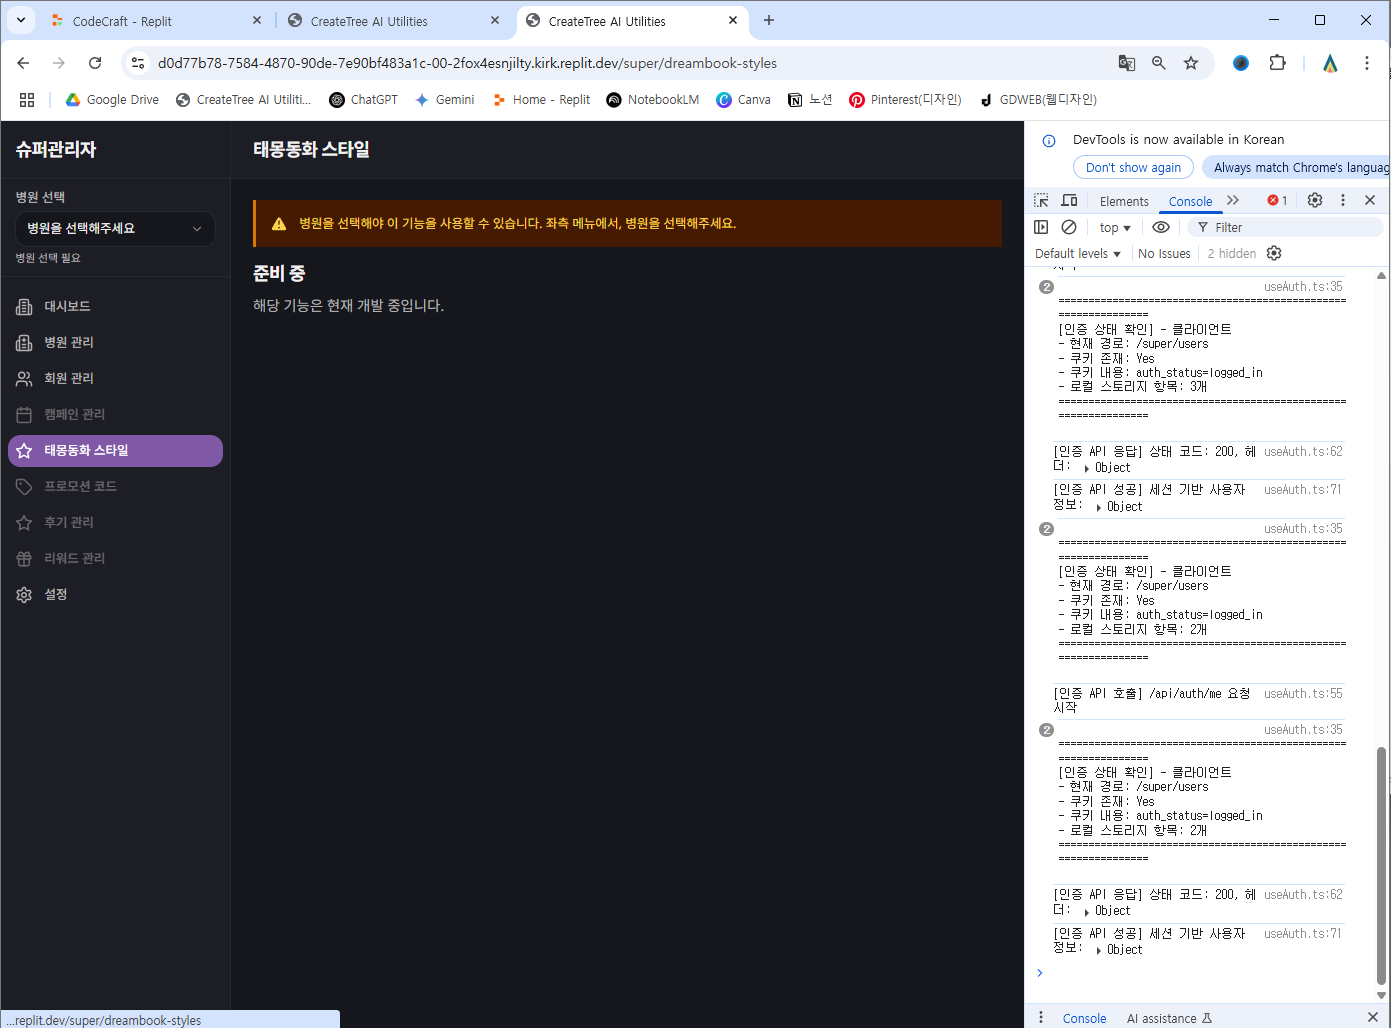 CodeCraft - Replit
CreateTree AI Utilities
CreateTree AI Utilities
d0d77b78-7584-4870-90de-7e90bf483a1c-00-2fox4esnjilty.kirk.replit.dev/super/dreambook-styles
Google Drive
CreateTree AI Utiliti...
ChatGPT
Gemini
Home - Replit
NotebookLM
Canva
노션
Pinterest(디자인)
GDWEB(웹디자인)
슈퍼관리자
병원 선택
병원을 선택해주세요
병원 선택 필요
대시보드
병원 관리
회원 관리
캠페인 관리
태몽동화 스타일
프로모션 코드
후기 관리
리워드 관리
설정
...replit.dev/super/dreambook-styles
태몽동화 스타일
병원을 선택해야 이 기능을 사용할 수 있습니다. 좌측 메뉴에서, 병원을 선택해주세요.
준비 중
해당 기능은 현재 개발 중입니다.
DevTools is now available in Korean
Don't show again
Always match Chrome's languag
Elements
Console
1
top
Filter
Default levels
No Issues
2 hidden
2
useAuth.ts:35
================================================
===============
[인증 상태 확인] - 클라이언트
- 현재 경로: /super/users
- 쿠키 존재: Yes
- 쿠키 내용: auth_status=logged_in
- 로컬 스토리지 항목: 3개
================================================
===============
[인증 API 응답] 상태 코드: 200, 헤 useAuth.ts:62
더: Object
[인증 API 성공] 세션 기반 사용자 useAuth.ts:71
정보: Object
2
useAuth.ts:35
================================================
===============
[인증 상태 확인] - 클라이언트
- 현재 경로: /super/users
- 쿠키 존재: Yes
- 쿠키 내용: auth_status=logged_in
- 로컬 스토리지 항목: 2개
================================================
===============
[인증 API 호출] /api/auth/me 요청 useAuth.ts:55
시작
2
useAuth.ts:35
================================================
===============
[인증 상태 확인] - 클라이언트
- 현재 경로: /super/users
- 쿠키 존재: Yes
- 쿠키 내용: auth_status=logged_in
- 로컬 스토리지 항목: 2개
================================================
===============
[인증 API 응답] 상태 코드: 200, 헤 useAuth.ts:62
더: Object
[인증 API 성공] 세션 기반 사용자 useAuth.ts:71
정보: Object
Console
AI assistance